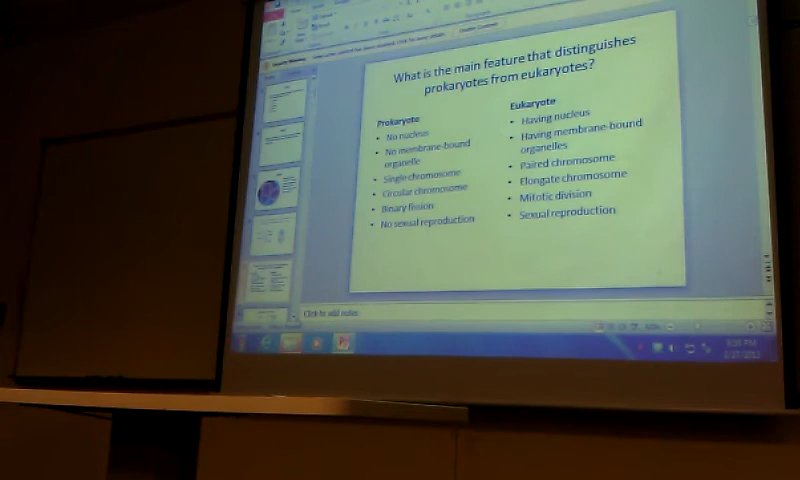 What is the main feature that distinguishes
prokaryotes from eukaryotes?
Prokaryote
• No nucleus
• No membrane-bound
organelle
• Single chromosome
• Circular chromosome
• Binary fission
• No sexual reproduction
Eukaryote
• Having nucleus
• Having membrane-bound
organelles
• Paired chromosome
• Elongate chromosome
• Mitotic division
• Sexual reproduction
Click to add notes